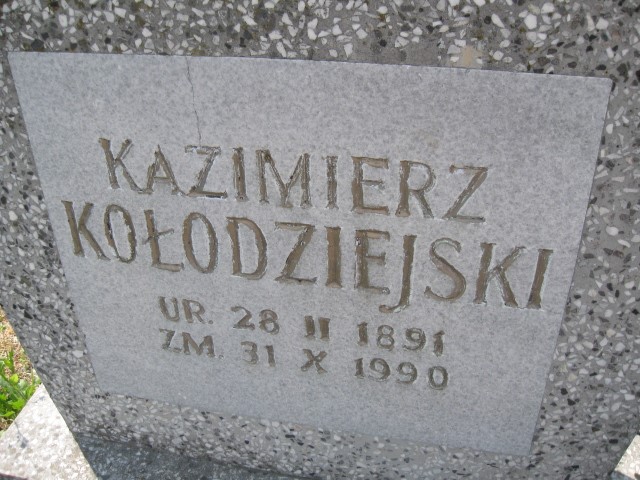 KAZIMIERZ
KOŁODZIEJSKI
UR. 28 II 1891
ZM. 31 X 1990